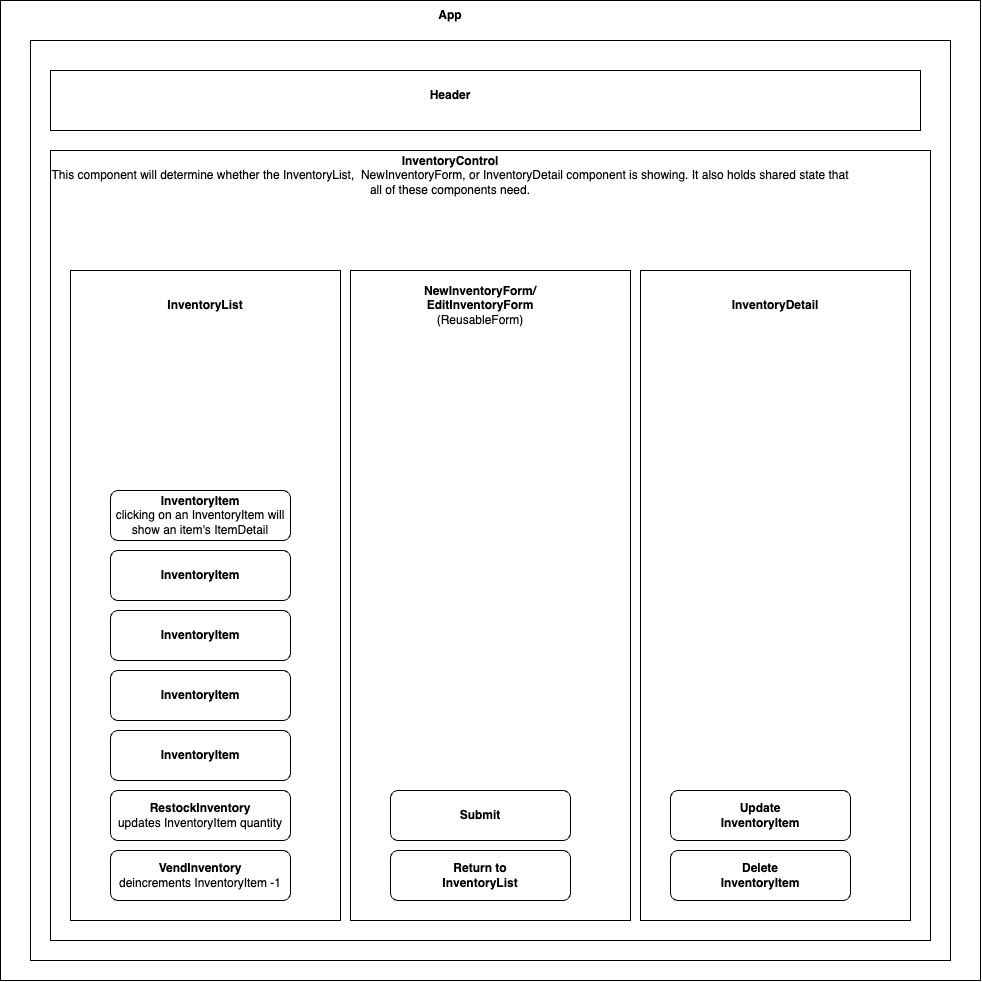 App
Header
InventoryControl
This component will determine whether the InventoryList,  NewInventoryForm, or InventoryDetail component is showing. It also holds shared state that
all of these components need.
InventoryList
InventoryItem
clicking on an InventoryItem will
show an item's ItemDetail
InventoryItem
InventoryItem
InventoryItem
InventoryItem
RestockInventory
updates InventoryItem quantity
VendInventory
deincrements InventoryItem -1
NewInventoryForm/
EditInventoryForm
(ReusableForm)
Submit
Return to
InventoryList
InventoryDetail
Update
InventoryItem
Delete
InventoryItem